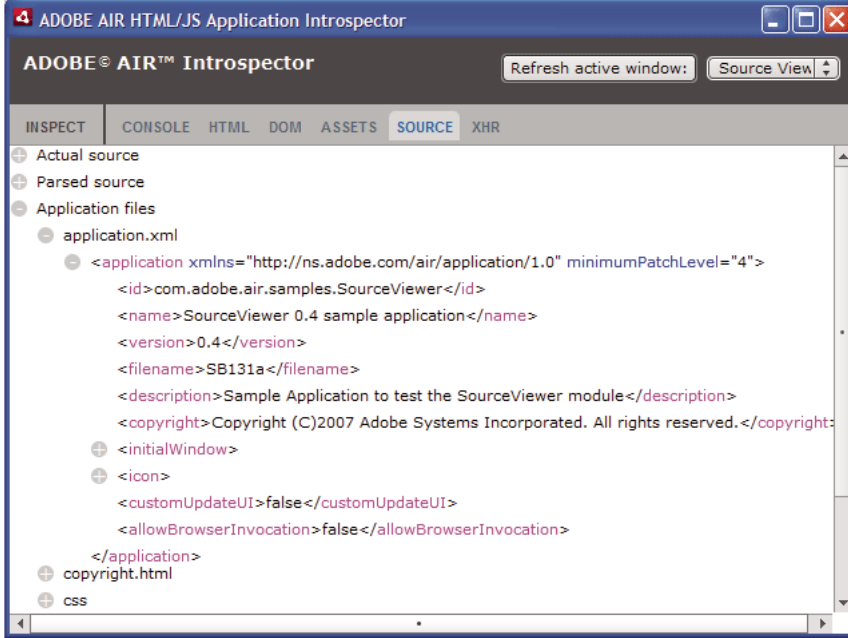 ADOBE AIR HTML/JS Application Introspector
ADOBE© AIR™ Introspector
Refresh active window:
Source View
INSPECT CONSOLE HTML DOM ASSETS SOURCE XHR
Actual source
Parsed source
Application files
application.xml
<application xmlns="http://ns.adobe.com/air/application/1.0" minimumPatchLevel="4">
<id>com.adobe.air.samples.SourceViewer</id>
<name>SourceViewer 0.4 sample application</name>
<version>0.4</version>
<filename>SB131a</filename>
<description>Sample Application to test the SourceViewer module</description>
<copyright>Copyright (C)2007 Adobe Systems Incorporated. All rights reserved.</copyright>
<initialWindow>
<icon>
<customUpdateUI>false</customUpdateUI>
<allowBrowserInvocation>false</allowBrowserInvocation>
</application>
copyright.html
css